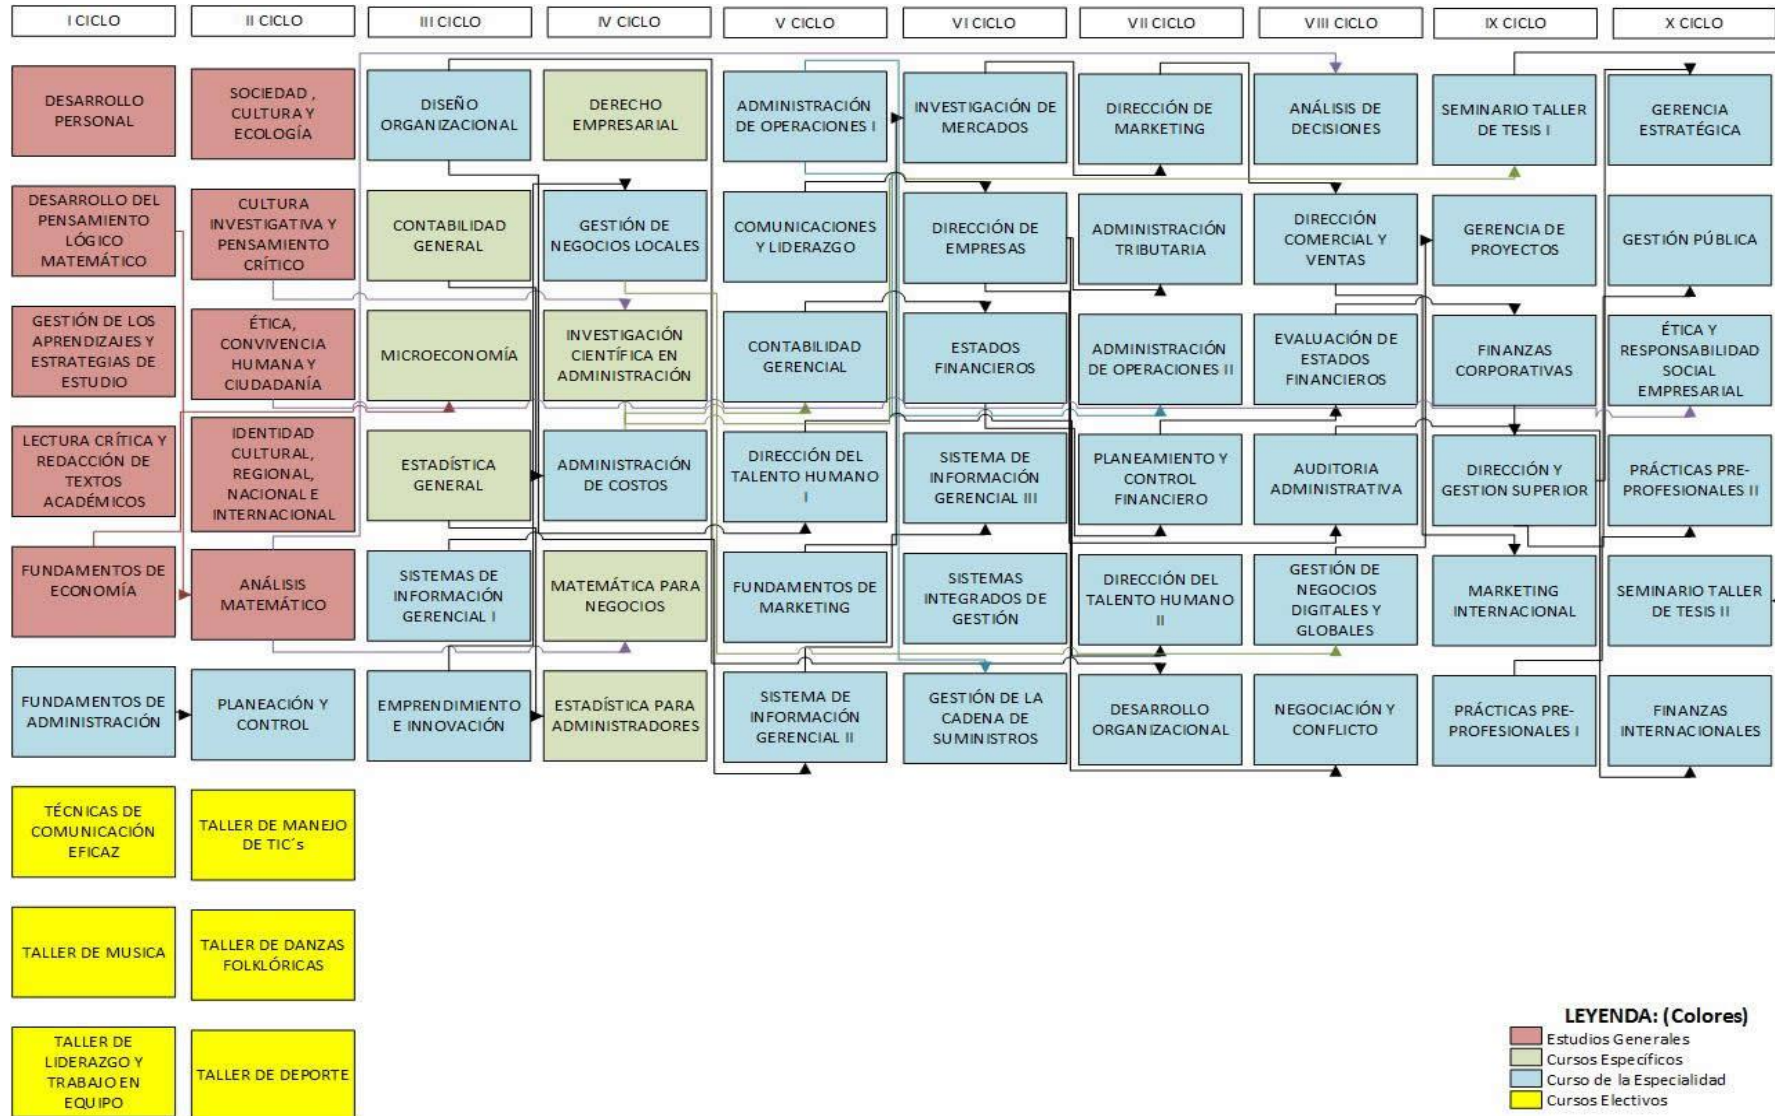 I CICLO
II CICLO
III CICLO
IV CICLO
V CICLO
VI CICLO
VII CICLO
VIII CICLO
IX CICLO
X CICLO
DESARROLLO
PERSONAL
SOCIEDAD ,
CULTURA Y
ECOLOGÍA
DISEÑO
ORGANIZACIONAL
DERECHO
EMPRESARIAL
ADMINISTRACIÓN
DE OPERACIONES I
INVESTIGACIÓN DE
MERCADOS
DIRECCIÓN DE
MARKETING
ANÁLISIS DE
DECISIONES
SEMINARIO TALLER
DE TESIS I
GERENCIA
ESTRATÉGICA
DESARROLLO DEL
PENSAMIENTO
LÓGICO
MATEMÁTICO
CULTURA
INVESTIGATIVA Y
PENSAMIENTO
CRÍTICO
CONTABILIDAD
GENERAL
GESTIÓN DE
NEGOCIOS LOCALES
COMUNICACIONES
Y LIDERAZGO
DIRECCIÓN DE
EMPRESAS
ADMINISTRACIÓN
TRIBUTARIA
DIRECCIÓN
COMERCIAL Y
VENTAS
GERENCIA DE
PROYECTOS
GESTIÓN PÚBLICA
GESTIÓN DE LOS
APRENDIZAJES Y
ESTRATEGIAS DE
ESTUDIO
ÉTICA,
CONVIVENCIA
HUMANA Y
CIUDADANÍA
MICROECONOMÍA
INVESTIGACIÓN
CIENTÍFICA EN
ADMINISTRACIÓN
CONTABILIDAD
GERENCIAL
ESTADOS
FINANCIEROS
ADMINISTRACIÓN
DE OPERACIONES II
EVALUACIÓN DE
ESTADOS
FINANCIEROS
FINANZAS
CORPORATIVAS
ÉTICA Y
RESPONSABILIDAD
SOCIAL
EMPRESARIAL
LECTURA CRÍTICA Y
REDACCIÓN DE
TEXTOS
ACADÉMICOS
IDENTIDAD
CULTURAL,
REGIONAL,
NACIONAL E
INTERNACIONAL
ESTADÍSTICA
GENERAL
ADMINISTRACIÓN
DE COSTOS
DIRECCIÓN DEL
TALENTO HUMANO
I
SISTEMA DE
INFORMACIÓN
GERENCIAL III
PLANEAMIENTO Y
CONTROL
FINANCIERO
AUDITORIA
ADMINISTRATIVA
DIRECCIÓN Y
GESTION SUPERIOR
PRÁCTICAS PRE-
PROFESIONALES II
FUNDAMENTOS DE
ECONOMÍA
ANÁLISIS
MATEMÁTICO
SISTEMAS DE
INFORMACIÓN
GERENCIAL I
MATEMÁTICA PARA
NEGOCIOS
FUNDAMENTOS DE
MARKETING
SISTEMAS
INTEGRADOS DE
GESTIÓN
DIRECCIÓN DEL
TALENTO HUMANO
II
GESTIÓN DE
NEGOCIOS
DIGITALES Y
GLOBALES
MARKETING
INTERNACIONAL
SEMINARIO TALLER
DE TESIS II
FUNDAMENTOS DE
ADMINISTRACIÓN
PLANEACIÓN Y
CONTROL
EMPRENDIMIENTO
E INNOVACIÓN
ESTADÍSTICA PARA
ADMINISTRADORES
SISTEMA DE
INFORMACIÓN
GERENCIAL II
GESTIÓN DE LA
CADENA DE
SUMINISTROS
DESARROLLO
ORGANIZACIONAL
NEGOCIACIÓN Y
CONFLICTO
PRÁCTICAS PRE-
PROFESIONALES I
FINANZAS
INTERNACIONALES
TÉCNICAS DE
COMUNICACIÓN
EFICAZ
TALLER DE MANEJO
DE TIC´s
TALLER DE MUSICA
TALLER DE DANZAS
FOLKLÓRICAS
TALLER DE
LIDERAZGO Y
TRABAJO EN
EQUIPO
TALLER DE DEPORTE
LEYENDA: (Colores)
Estudios Generales
Cursos Específicos
Curso de la Especialidad
Cursos Electivos